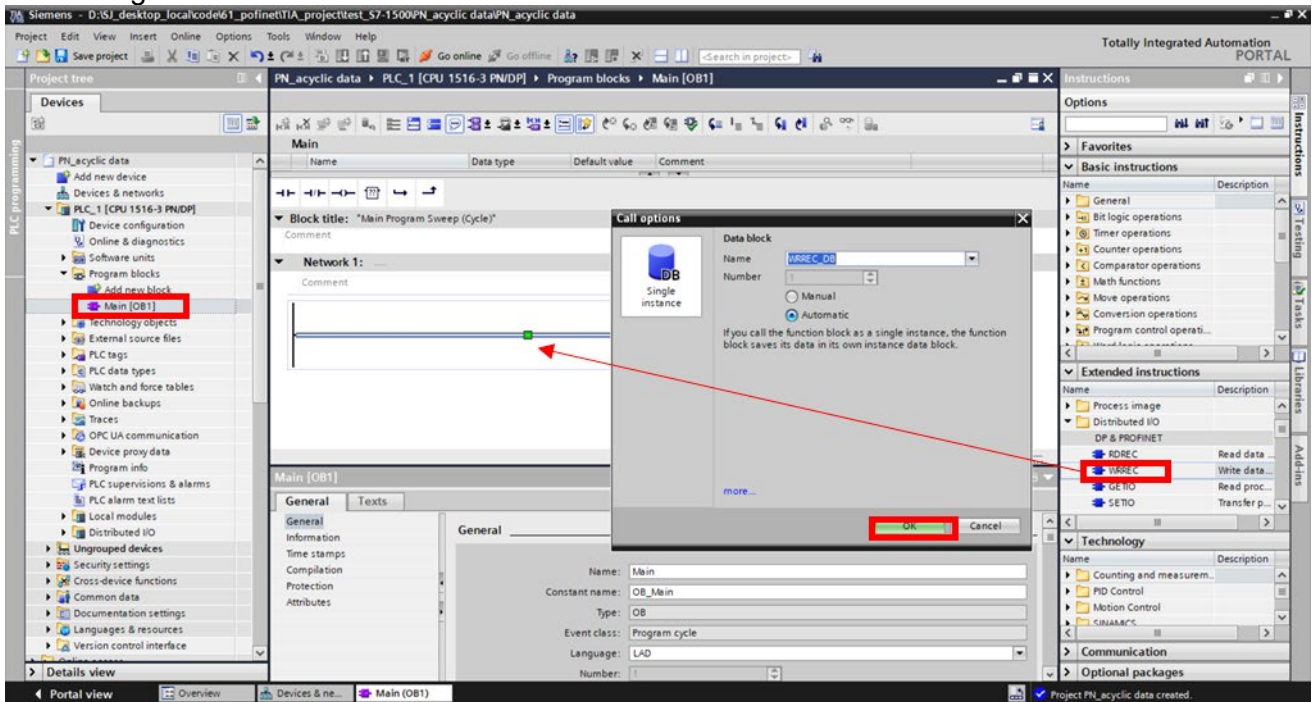 Siemens - D:\SJ_desktop_local\code\61_pofinet\TIA_project\test_S7-1500\PN_acyclic data\PN_acyclic data
Project Edit View Insert Online Options Tools Window Help
Totally Integrated Automation
PORTAL
Save project Go online Go offline <Search in project>
Project tree
PN_acyclic data ▸ PLC_1 [CPU 1516-3 PN/DP] ▸ Program blocks ▸ Main [OB1]
Instructions
Devices
Options
PLC programming
PN_acyclic data
Add new device
Devices & networks
PLC_1 [CPU 1516-3 PN/DP]
Device configuration
Online & diagnostics
Software units
Program blocks
Add new block
Main [OB1]
Technology objects
External source files
PLC tags
PLC data types
Watch and force tables
Online backups
Traces
OPC UA communication
Device proxy data
Program info
PLC supervisions & alarms
PLC alarm text lists
Local modules
Distributed I/O
Ungrouped devices
Security settings
Cross-device functions
Common data
Documentation settings
Languages & resources
Version control interface
Details view
Main
Name Data type Default value Comment
Block title: "Main Program Sweep (Cycle)"
Comment
Network 1:
Comment
Call options
Data block
Name WRREC_DB
Number 1
Manual
Automatic
DB
Single
instance
If you call the function block as a single instance, the function
block saves its data in its own instance data block.
more...
OK Cancel
Main [OB1]
General Texts
General
Information
Time stamps
Compilation
Protection
Attributes
General
Name: Main
Constant name: OB_Main
Type: OB
Event class: Program cycle
Language: LAD
Number: 1
Favorites
Basic instructions
Name Description
General
Bit logic operations
Timer operations
Counter operations
Comparator operations
Math functions
Move operations
Conversion operations
Program control operati...
Extended instructions
Name Description
Process image
Distributed I/O
DP & PROFINET
RDREC Read data ...
WRREC Write data...
GETIO Read proc...
SETIO Transfer p...
Technology
Name Description
Counting and measurem...
PID Control
Motion Control
SINAMICS
Communication
Optional packages
Instructions
Testing
Tasks
Libraries
Add-ins
Portal view Overview Devices & ne... Main (OB1)
Project PN_acyclic data created.